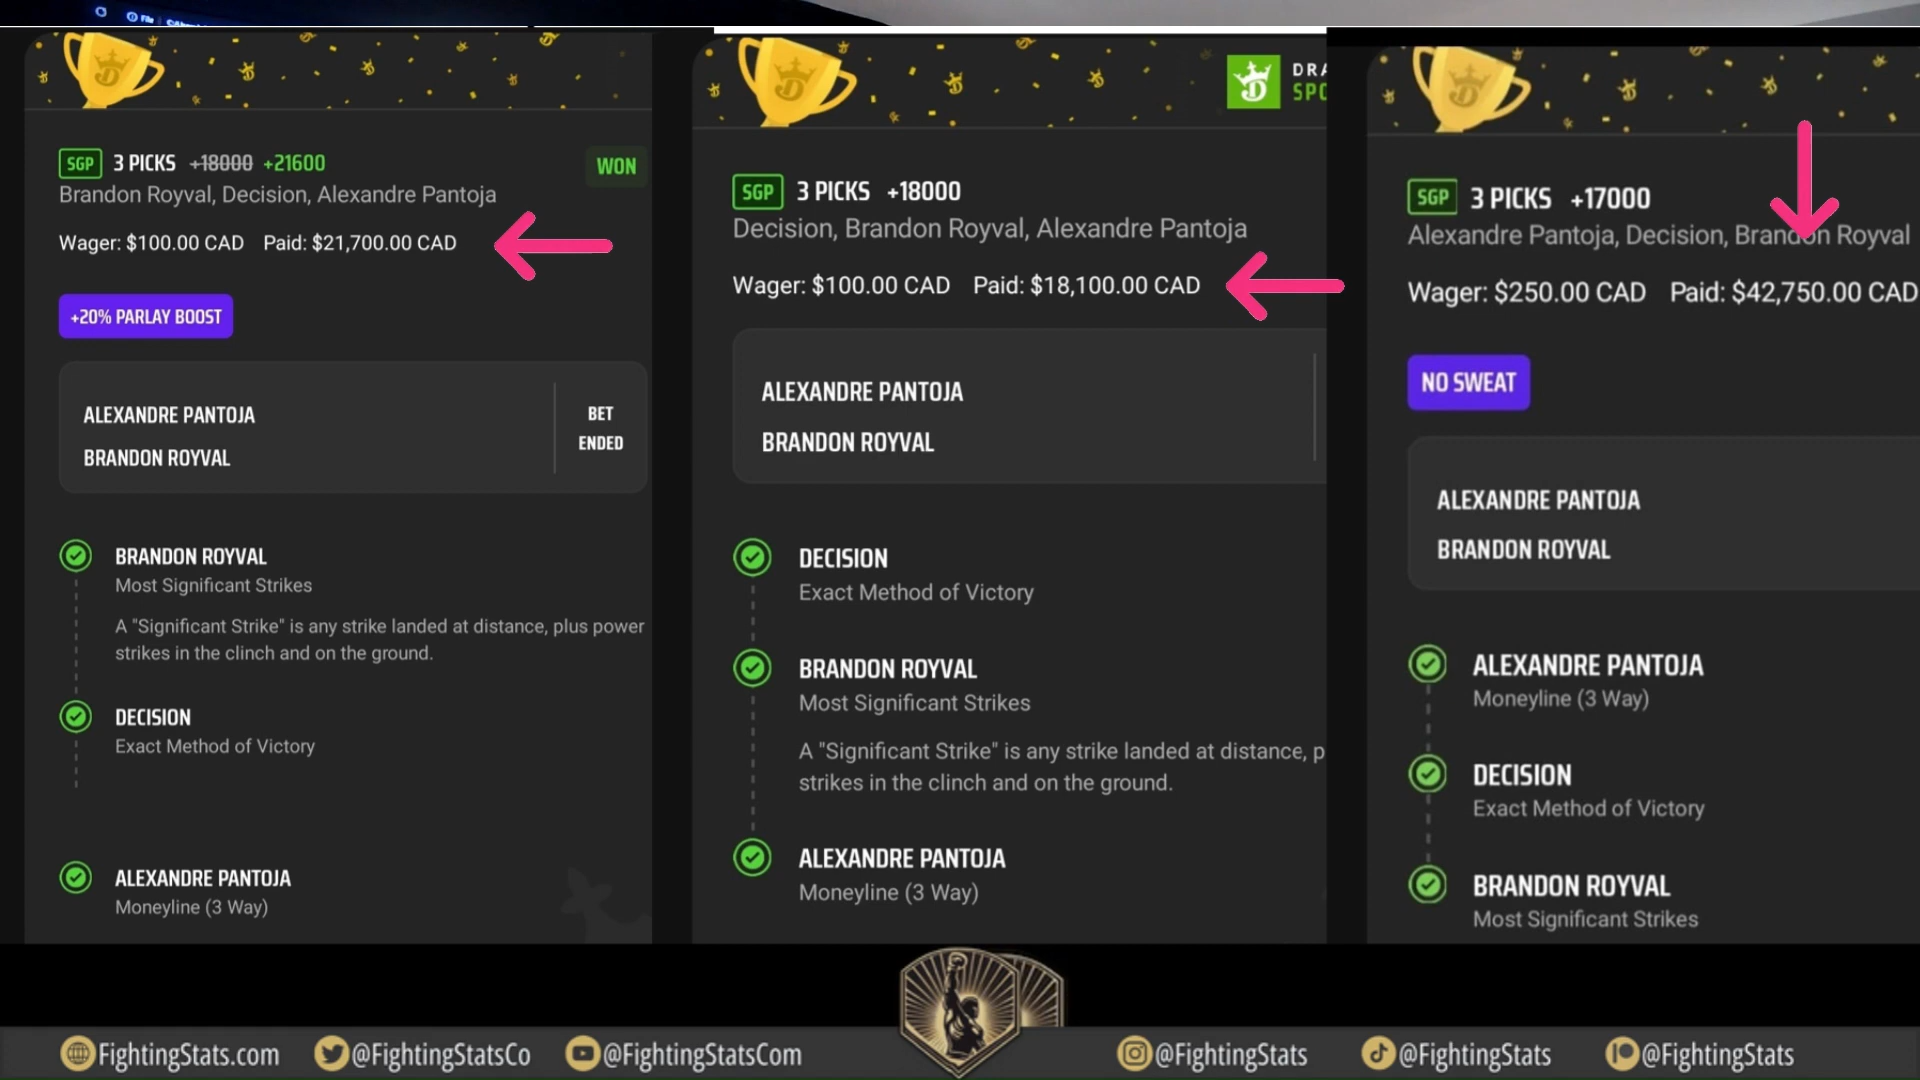 File
SGP 3 PICKS +18000 +21600
WON
Brandon Royval, Decision, Alexandre Pantoja
Wager: $100.00 CAD Paid: $21,700.00 CAD
+20% PARLAY BOOST
ALEXANDRE PANTOJA
BRANDON ROYVAL
BET
ENDED
BRANDON ROYVAL
Most Significant Strikes
A "Significant Strike" is any strike landed at distance, plus power
strikes in the clinch and on the ground.
DECISION
Exact Method of Victory
ALEXANDRE PANTOJA
Moneyline (3 Way)
DRA
SPO
SGP 3 PICKS +18000
Decision, Brandon Royval, Alexandre Pantoja
Wager: $100.00 CAD Paid: $18,100.00 CAD
ALEXANDRE PANTOJA
BRANDON ROYVAL
DECISION
Exact Method of Victory
BRANDON ROYVAL
Most Significant Strikes
A "Significant Strike" is any strike landed at distance, p
strikes in the clinch and on the ground.
ALEXANDRE PANTOJA
Moneyline (3 Way)
SGP 3 PICKS +17000
Alexandre Pantoja, Decision, Brandon Royval
Wager: $250.00 CAD Paid: $42,750.00 CAD
NO SWEAT
ALEXANDRE PANTOJA
BRANDON ROYVAL
ALEXANDRE PANTOJA
Moneyline (3 Way)
DECISION
Exact Method of Victory
BRANDON ROYVAL
Most Significant Strikes
FightingStats.com @FightingStatsCo @FightingStatsCom @FightingStats @FightingStats @FightingStats